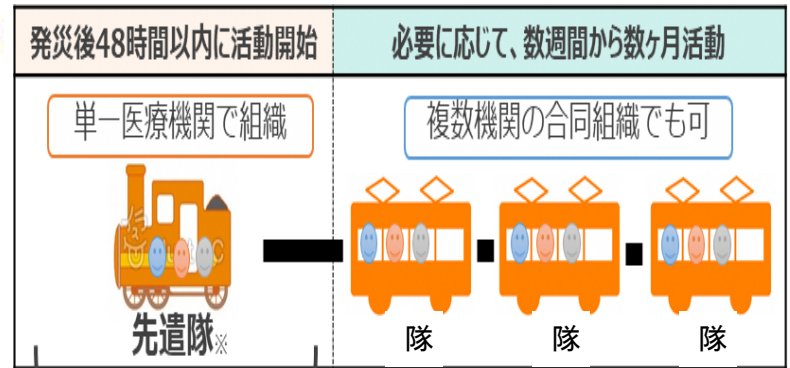 発災後48時間以内に活動開始
必要に応じて、数週間から数ヶ月活動
単一医療機関で組織
複数機関の合同組織でも可
先遣隊※
隊
隊
隊